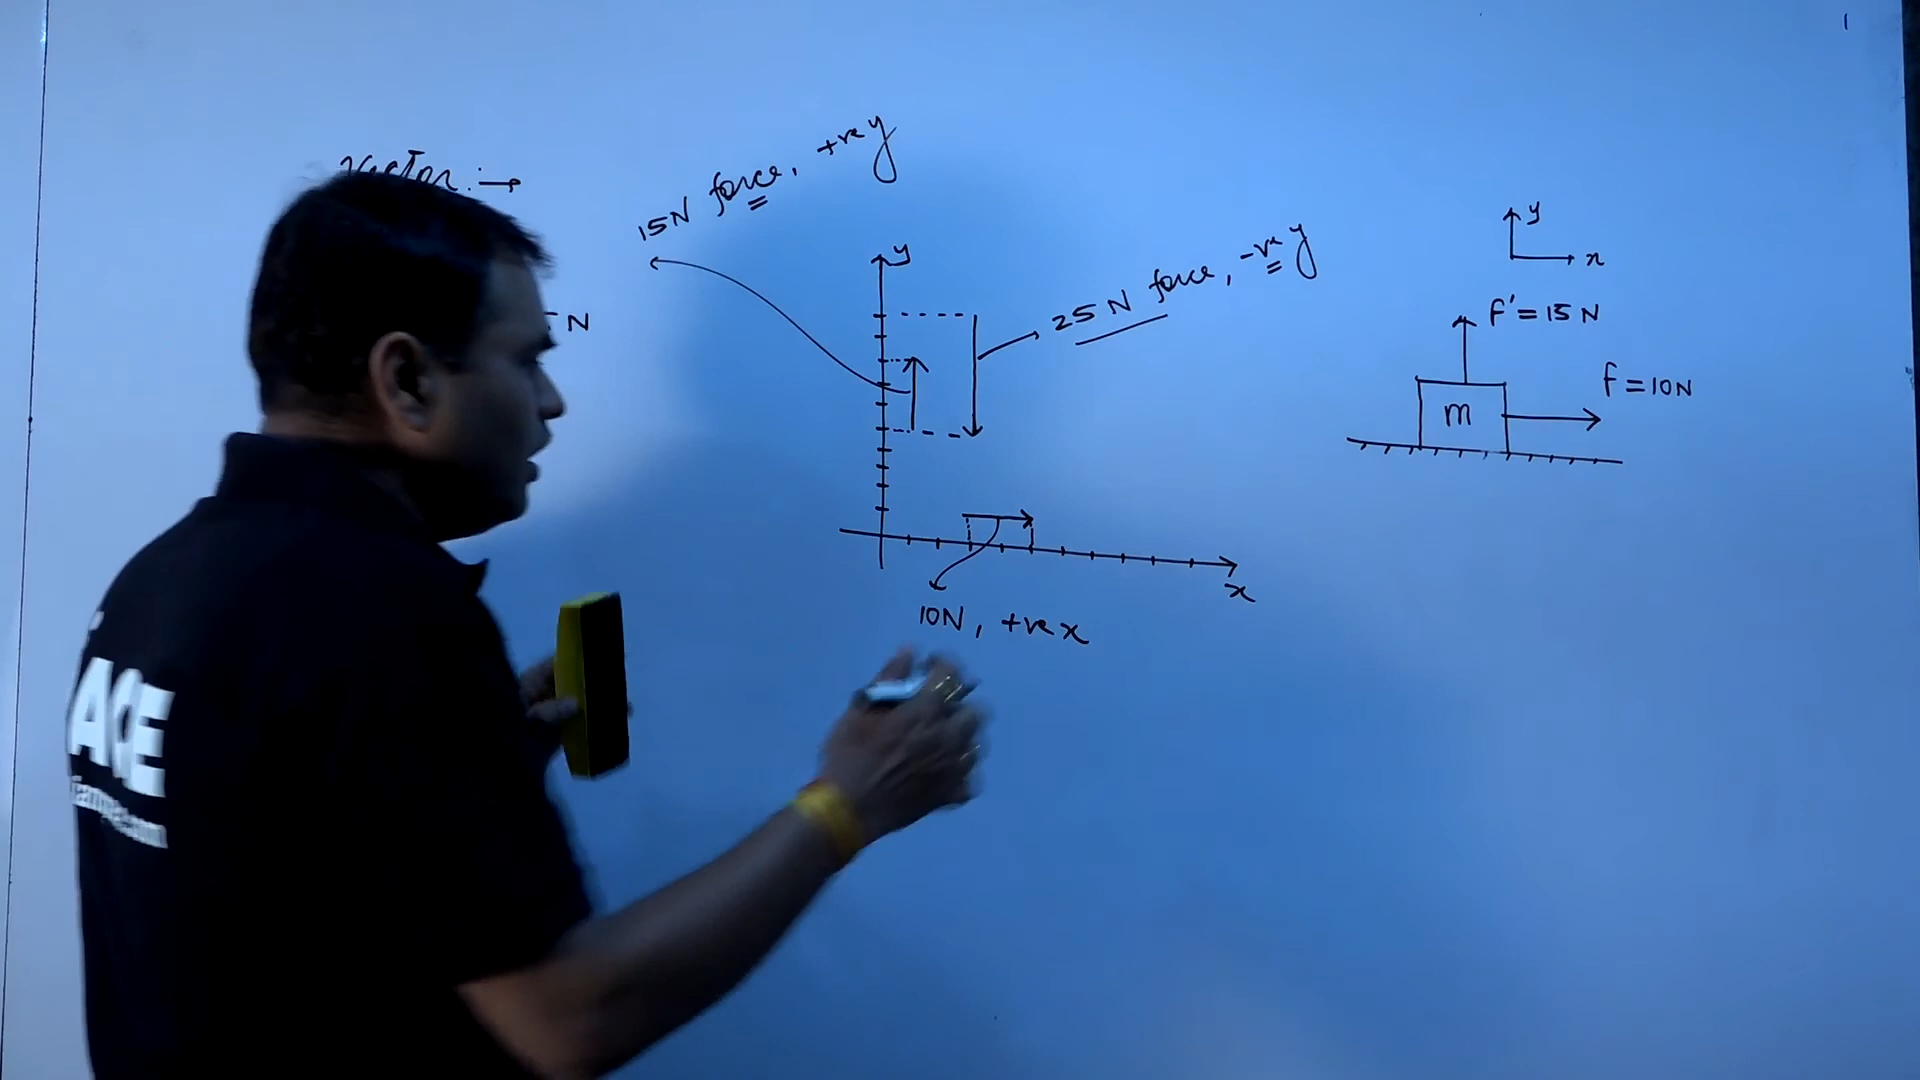 Vector :→
15N force, +ve y
y
25 N force, -ve y
N
x
10N, +ve x
y
x
f' = 15 N
f = 10N
m